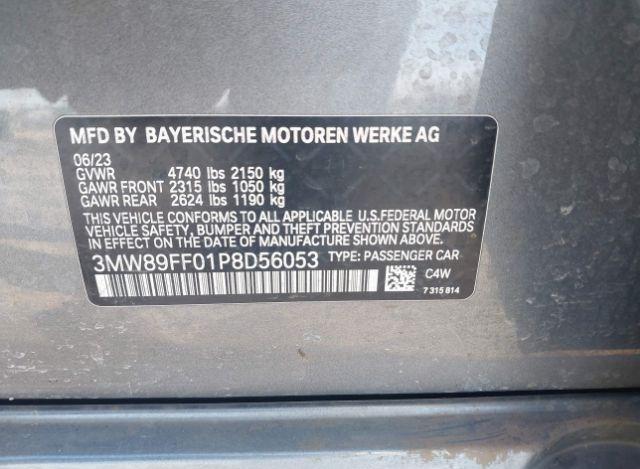 MFD BY BAYERISCHE MOTOREN WERKE AG
06/23
GVWR 4740 lbs 2150 kg
GAWR FRONT 2315 lbs 1050 kg
GAWR REAR 2624 lbs 1190 kg
THIS VEHICLE CONFORMS TO ALL APPLICABLE U.S.FEDERAL MOTOR
VEHICLE SAFETY, BUMPER, AND THEFT PREVENTION STANDARDS
IN EFFECT ON THE DATE OF MANUFACTURE SHOWN ABOVE.
3MW89FF01P8D56053 TYPE: PASSENGER CAR
C4W
7 315 814